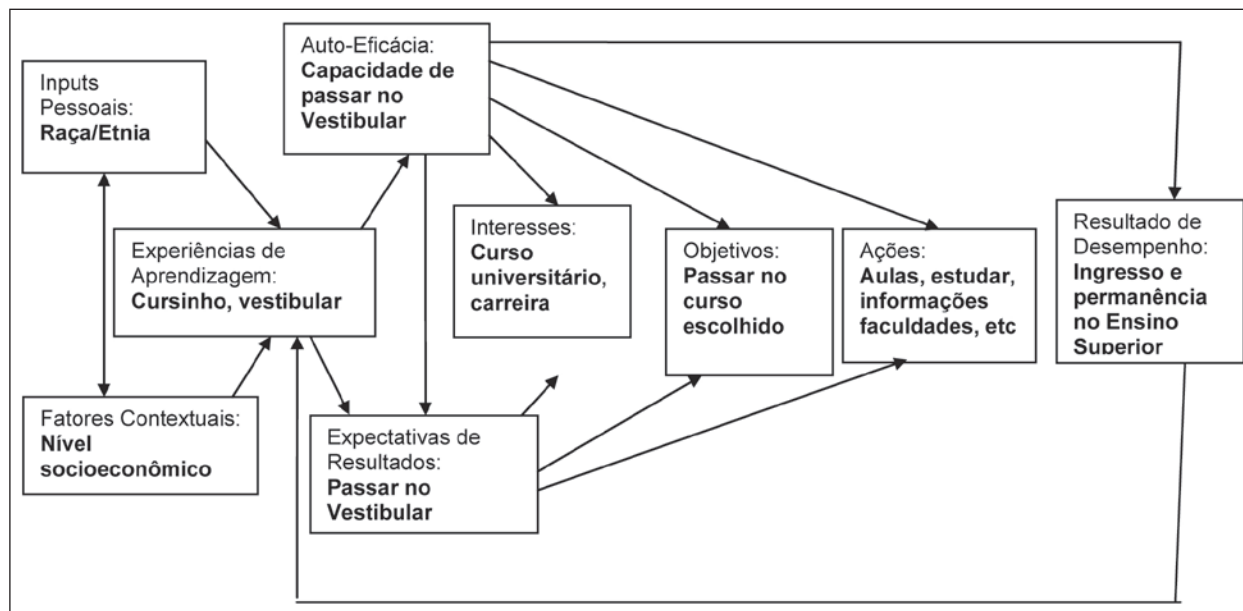 Inputs
Pessoais:
Raça/Etnia
Fatores Contextuais:
Nível
socioeconômico
Experiências de
Aprendizagem:
Cursinho, vestibular
Auto-Eficácia:
Capacidade de
passar no
Vestibular
Expectativas de
Resultados:
Passar no
Vestibular
Interesses:
Curso
universitário,
carreira
Objetivos:
Passar no
curso
escolhido
Ações:
Aulas, estudar,
informações
faculdades, etc
Resultado de
Desempenho:
Ingresso e
permanência
no Ensino
Superior